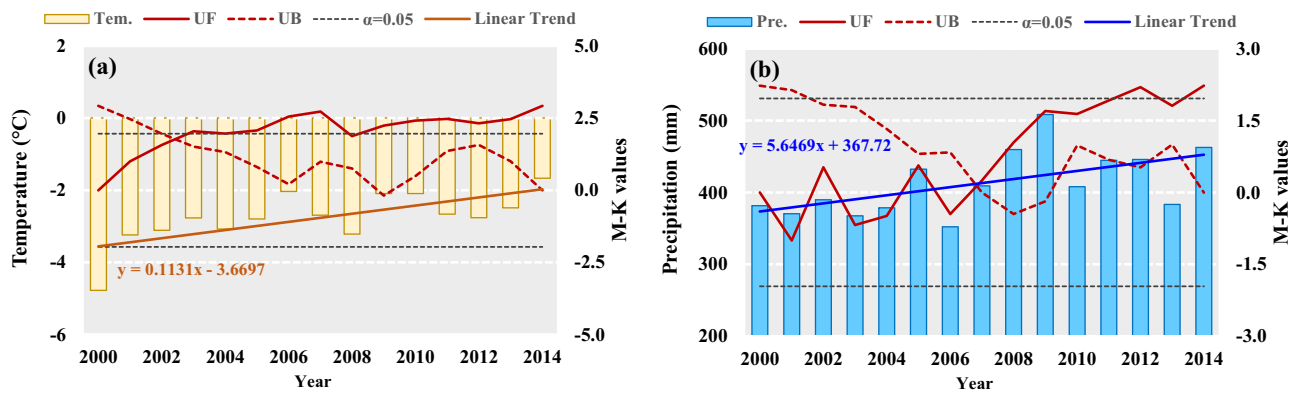 Tem. UF UB α=0.05 Linear Trend
(a)
Temperature (℃)
2
0
-2
-4
-6
y = 0.1131x - 3.6697
5.0
2.5
0.0
-2.5
-5.0
M-K values
2000 2002 2004 2006 2008 2010 2012 2014
Year
Pre. UF UB α=0.05 Linear Trend
(b)
Precipitation (mm)
600
500
400
300
200
y = 5.6469x + 367.72
3.0
1.5
0.0
-1.5
-3.0
M-K values
2000 2002 2004 2006 2008 2010 2012 2014
Year